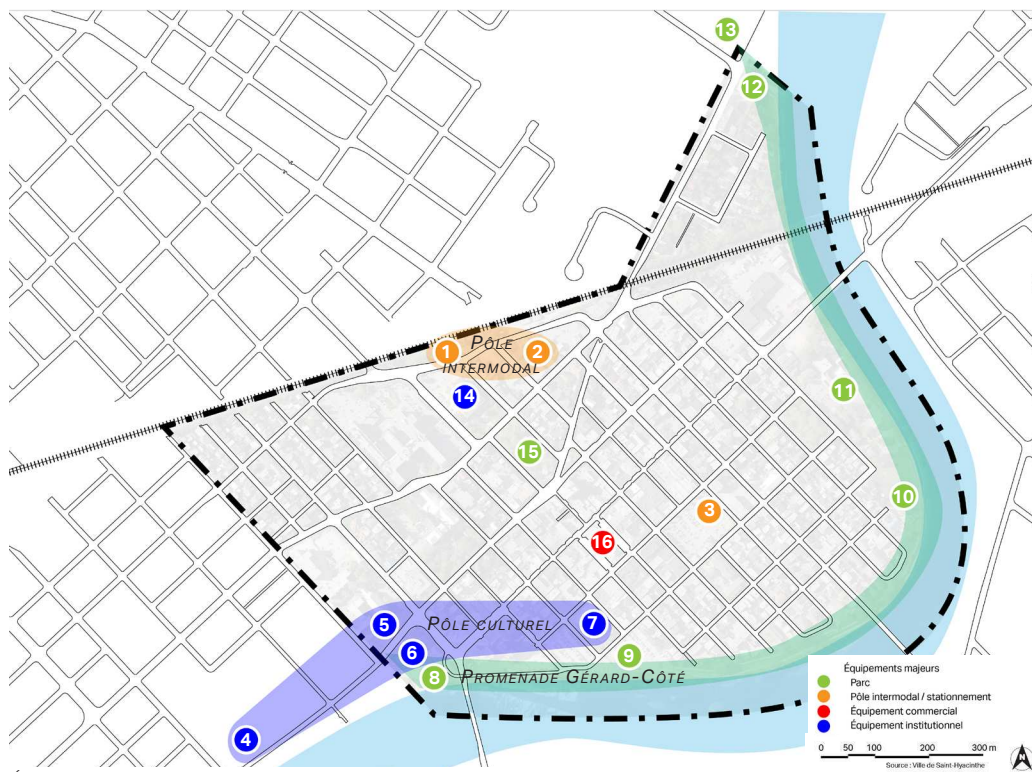 13
12
1
PÔLE
INTERMODAL
2
14
11
15
10
3
16
5
PÔLE CULTUREL
7
6
9
8
PROMENADE GÉRARD-CÔTÉ
4
Équipements majeurs
Parc
Pôle intermodal / stationnement
Équipement commercial
Équipement institutionnel
0 50 100 200 300 m
Source : Ville de Saint-Hyacinthe